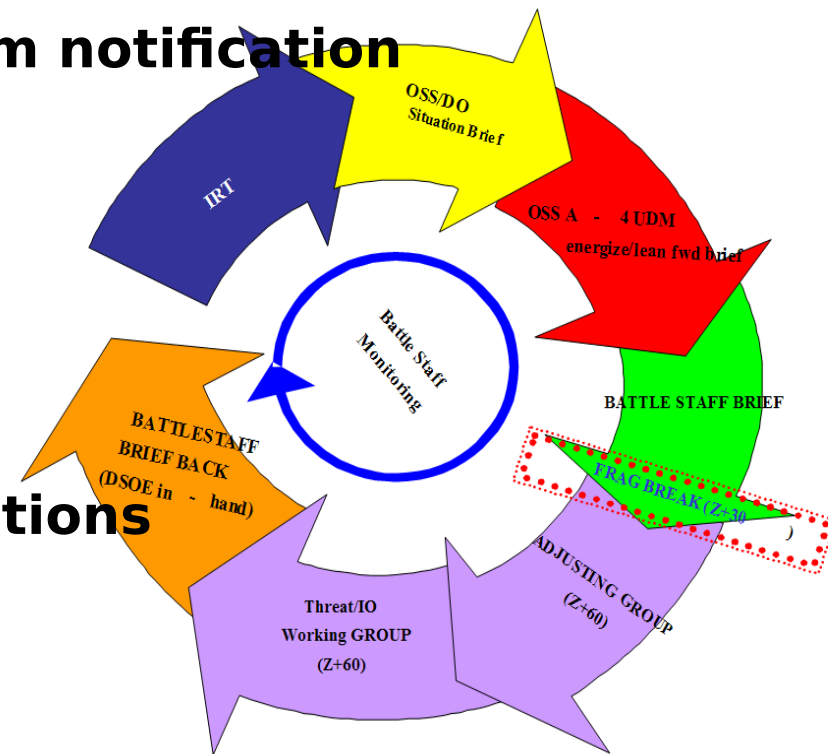 m notification
OSS/DO
Situation Brief
IRT
OSS A - 4 UDM
energize/lean fwd brief
Battle Staff
Monitoring
BATTLE STAFF BRIEF
FRAG BREAK (Z+30
)
BATTLESTAFF
BRIEF BACK
(DSOE in - hand)
tions
ADJUSTING GROUP
(Z+60)
Threat/IO
Working GROUP
(Z+60)